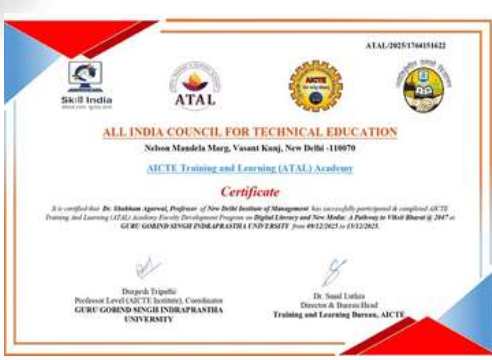 ATAL/2025/1764151622
Skill India
ATAL
AICTE
ALL INDIA COUNCIL FOR TECHNICAL EDUCATION
Nelson Mandela Marg, Vasant Kunj, New Delhi -110070
AICTE Training and Learning (ATAL) Academy
Certificate
It is certified that Dr. Shubham Agarwal, Professor of New Delhi Institute of Management has successfully participated & completed AICTE
Training And Learning (ATAL) Academy Faculty Development Program on Digital Literacy and New Media: A Pathway to Viksit Bharat @ 2047 at
GURU GOBIND SINGH INDRAPRASTHA UNIVERSITY from 09/12/2025 to 13/12/2025.
Durgesh Tripathi
Professor Level (AICTE Institute), Coordinator
GURU GOBIND SINGH INDRAPRASTHA
UNIVERSITY
Dr. Sunil Luthra
Director & Bureau Head
Training and Learning Bureau, AICTE